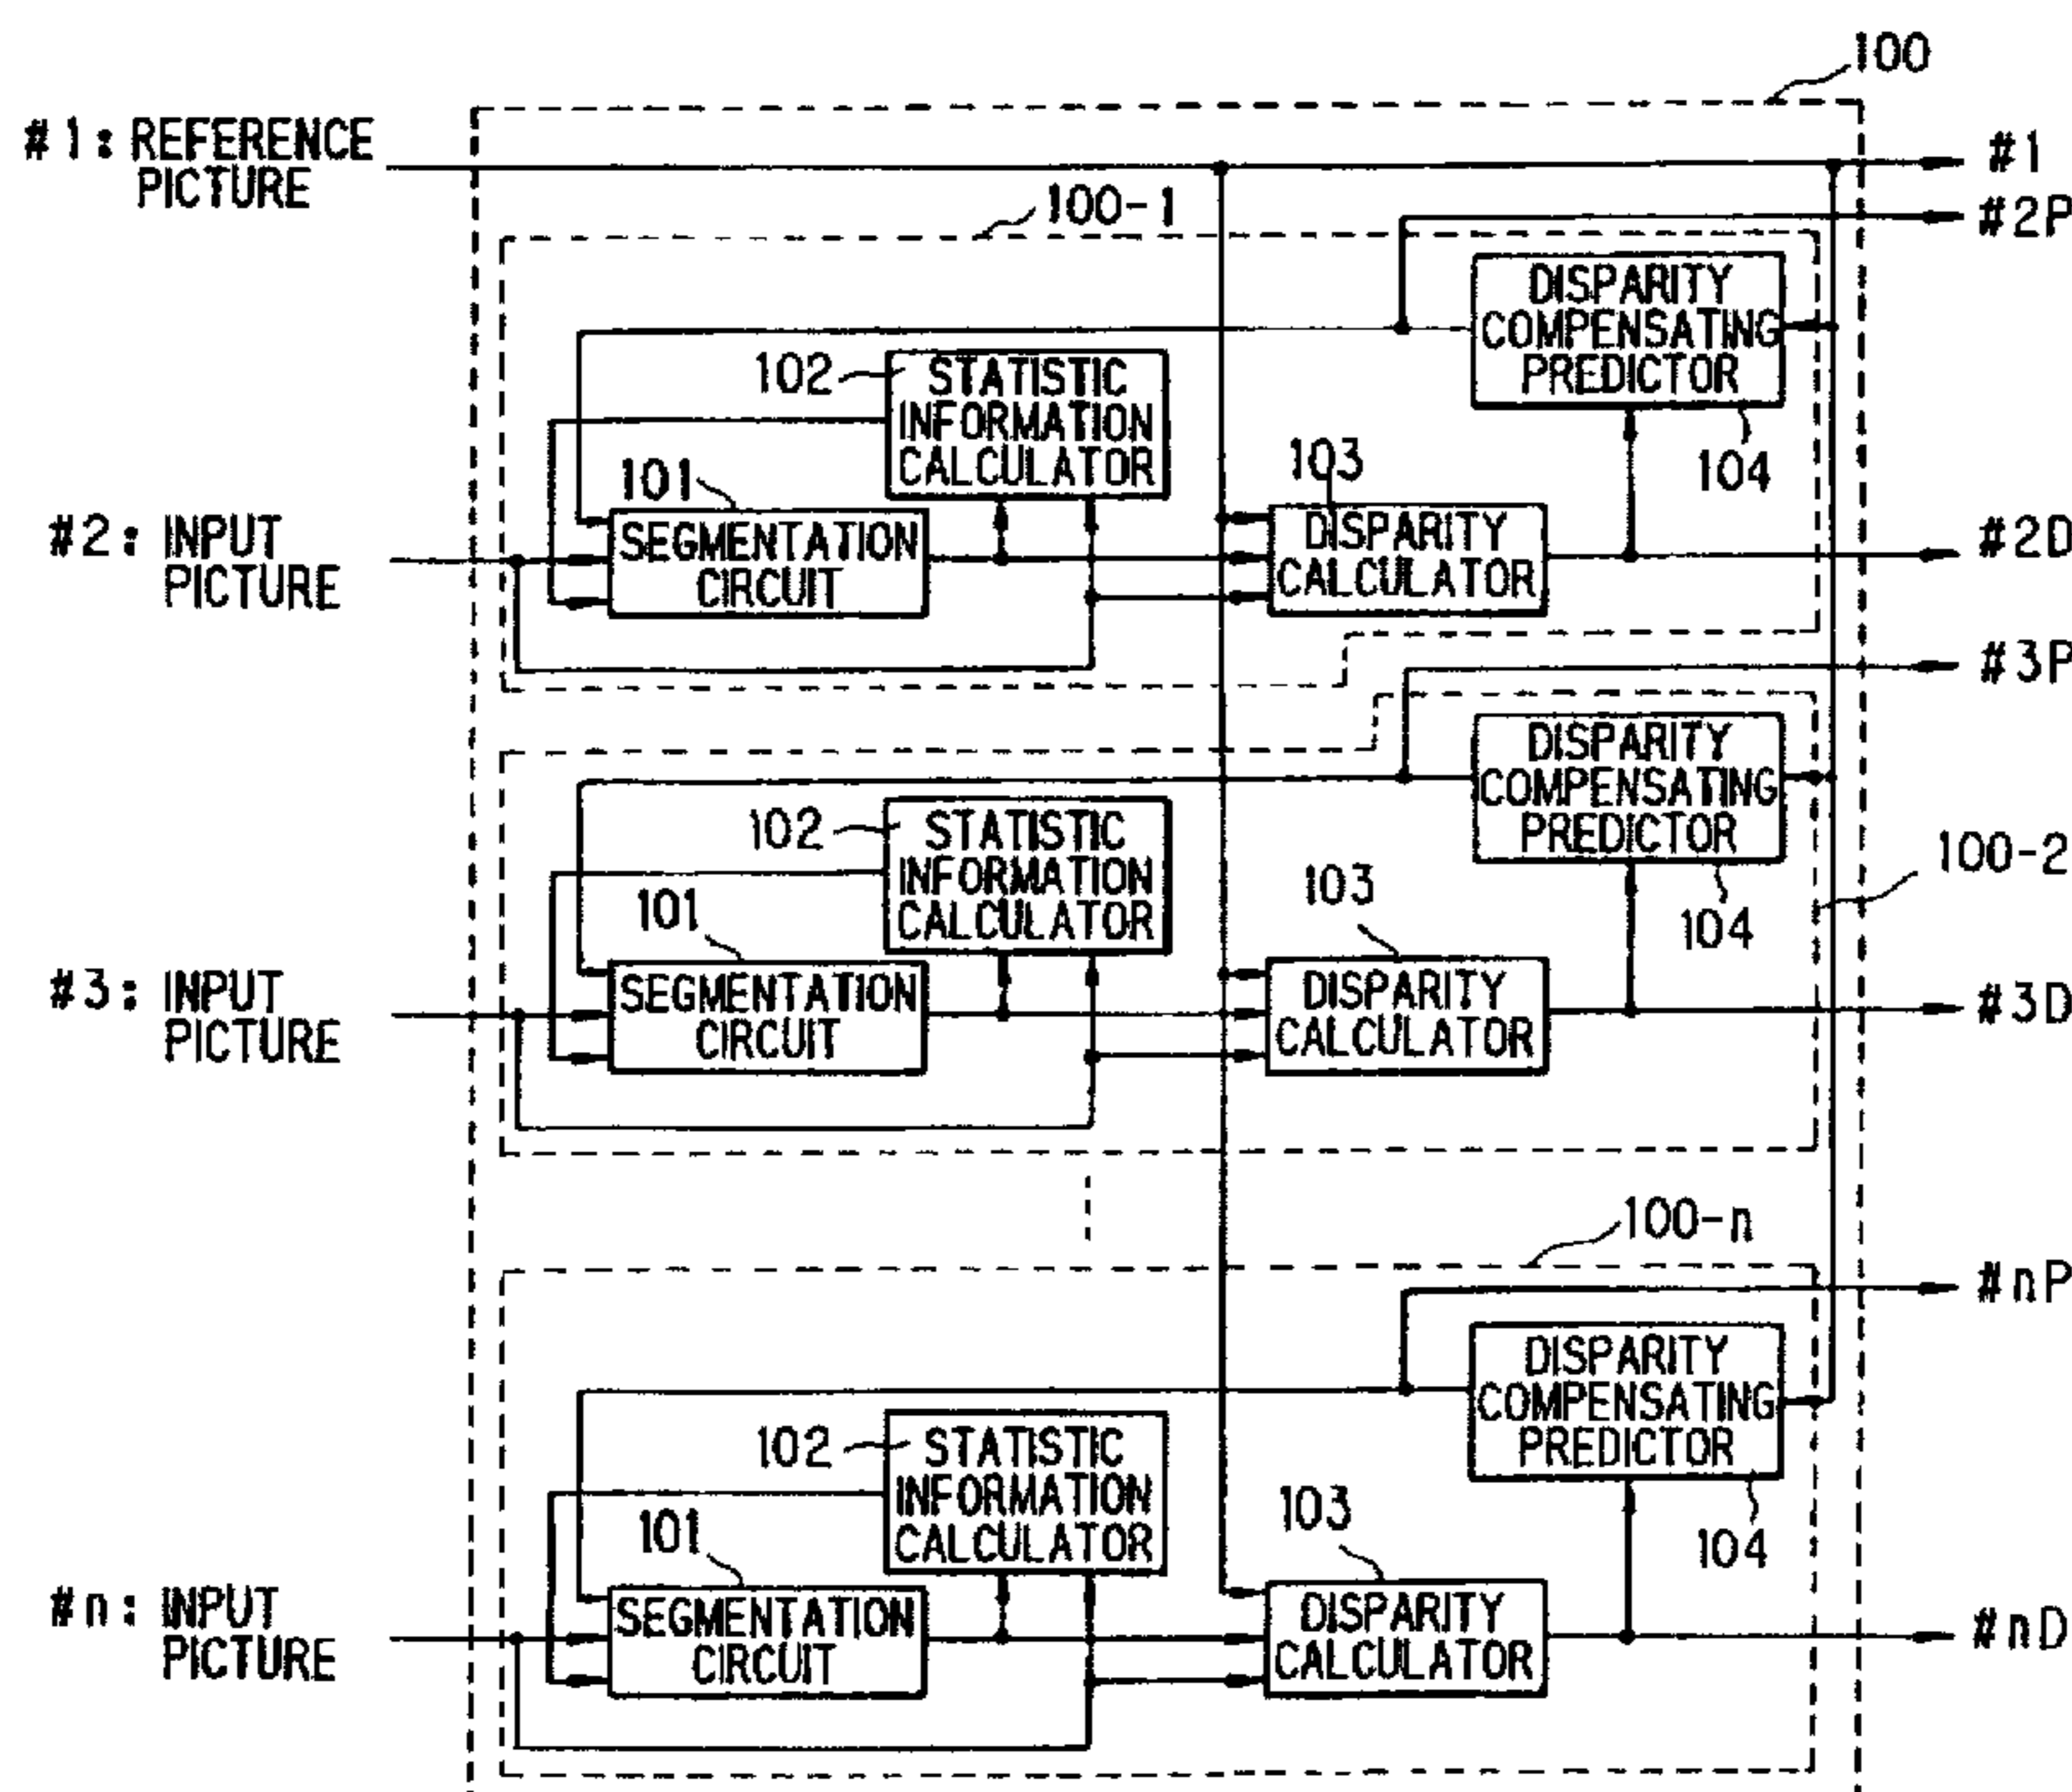 100
#1: REFERENCE
PICTURE
#1
100-1
#2P
DISPARITY
COMPENSATING
PREDICTOR
102
STATISTIC
INFORMATION
CALCULATOR
104
101
103
#2: INPUT
PICTURE
SEGMENTATION
CIRCUIT
DISPARITY
CALCULATOR
#2D
#3P
DISPARITY
COMPENSATING
PREDICTOR
102
STATISTIC
INFORMATION
CALCULATOR
100-2
104
101
103
#3: INPUT
PICTURE
SEGMENTATION
CIRCUIT
DISPARITY
CALCULATOR
#3D
100-n
#nP
DISPARITY
COMPENSATING
PREDICTOR
102
STATISTIC
INFORMATION
CALCULATOR
104
101
103
#n: INPUT
PICTURE
SEGMENTATION
CIRCUIT
DISPARITY
CALCULATOR
#nD